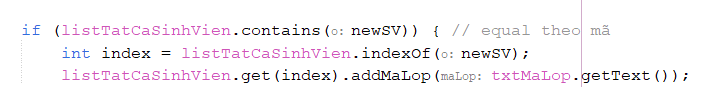 if (listTatCaSinhVien.contains(o: newSV)) { // equal theo mã
int index = listTatCaSinhVien.indexOf(o: newSV);
listTatCaSinhVien.get(index).addMaLop(maLop: txtMaLop.getText());